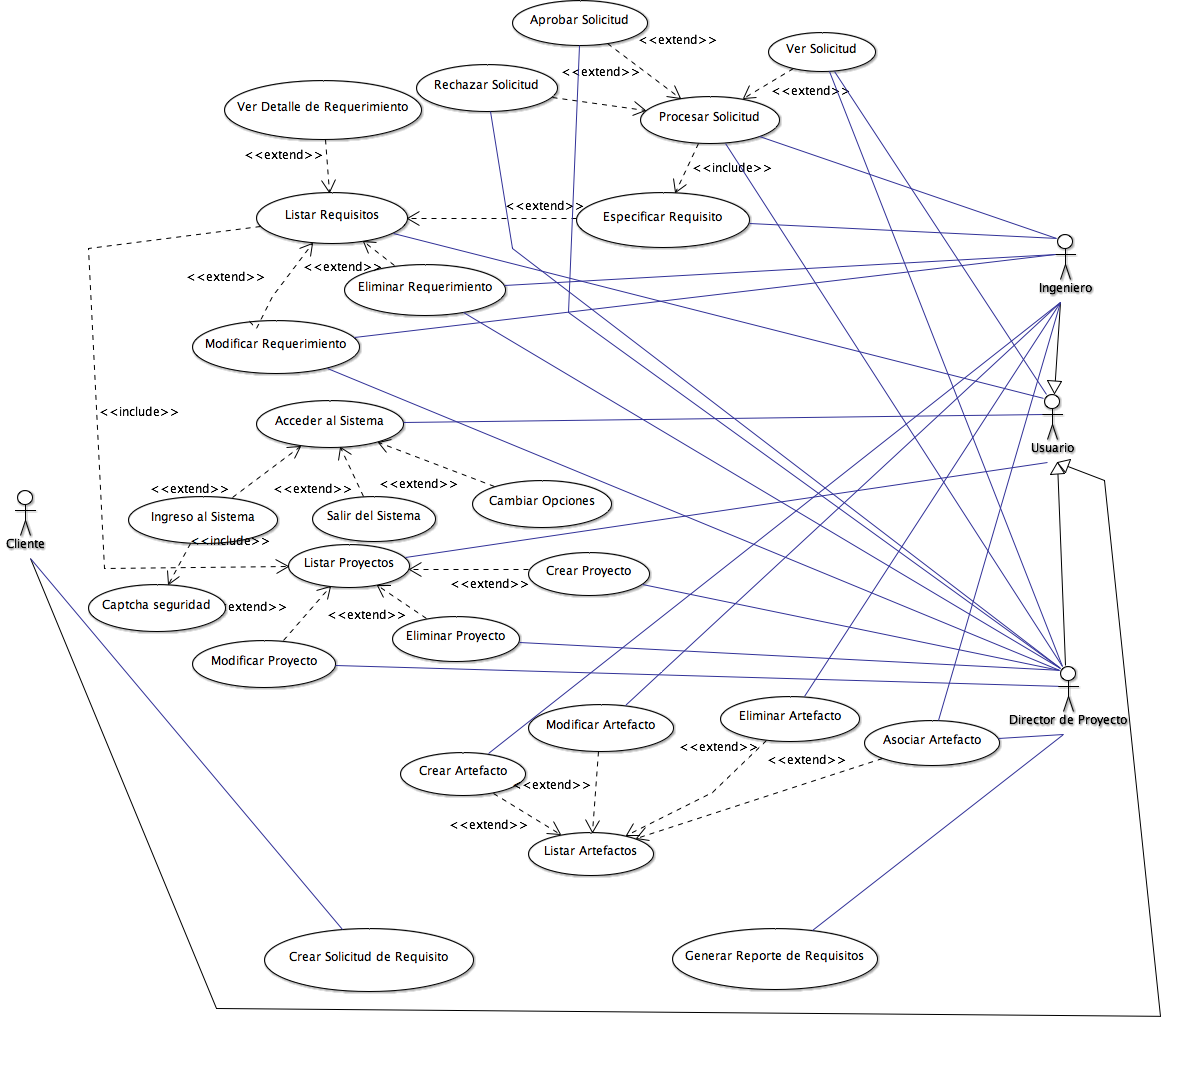 Aprobar Solicitud
<<extend>>
Ver Solicitud
<<extend>>
Rechazar Solicitud
<<extend>>
Ver Detalle de Requerimiento
Procesar Solicitud
<<extend>>
<<include>>
<<extend>>
Listar Requisitos
Especificar Requisito
<<extend>>
<<extend>>
Eliminar Requerimiento
Ingeniero
Modificar Requerimiento
<<include>>
Acceder al Sistema
Usuario
<<extend>>
<<extend>>
<<extend>>
Cambiar Opciones
Ingreso al Sistema
Salir del Sistema
Cliente
<<include>>
Listar Proyectos
Crear Proyecto
<<extend>>
Captcha seguridad
extend>>
<<extend>>
Eliminar Proyecto
Modificar Proyecto
Director de Proyecto
Modificar Artefacto
Eliminar Artefacto
Asociar Artefacto
<<extend>>
<<extend>>
Crear Artefacto
<<extend>>
<<extend>>
Listar Artefactos
Crear Solicitud de Requisito
Generar Reporte de Requisitos